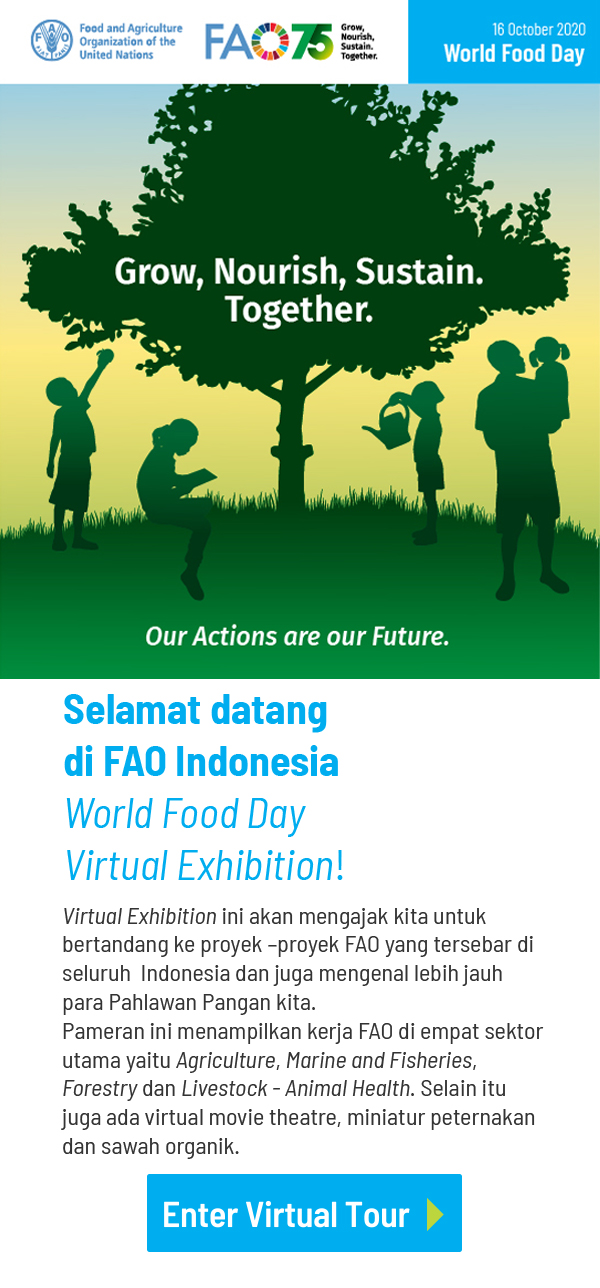 Food and Agriculture
Organization of the
United Nations
FAO
FIAT PANIS
FAO75
Grow,
Nourish,
Sustain.
Together.
16 October 2020
World Food Day
Grow, Nourish, Sustain.
Together.
Our Actions are our Future.
Selamat datang
di FAO Indonesia
World Food Day
Virtual Exhibition!
Virtual Exhibition ini akan mengajak kita untuk
bertandang ke proyek –proyek FAO yang tersebar di
seluruh  Indonesia dan juga mengenal lebih jauh
para Pahlawan Pangan kita.
Pameran ini menampilkan kerja FAO di empat sektor
utama yaitu Agriculture, Marine and Fisheries,
Forestry dan Livestock - Animal Health. Selain itu
juga ada virtual movie theatre, miniatur peternakan
dan sawah organik.
Enter Virtual Tour